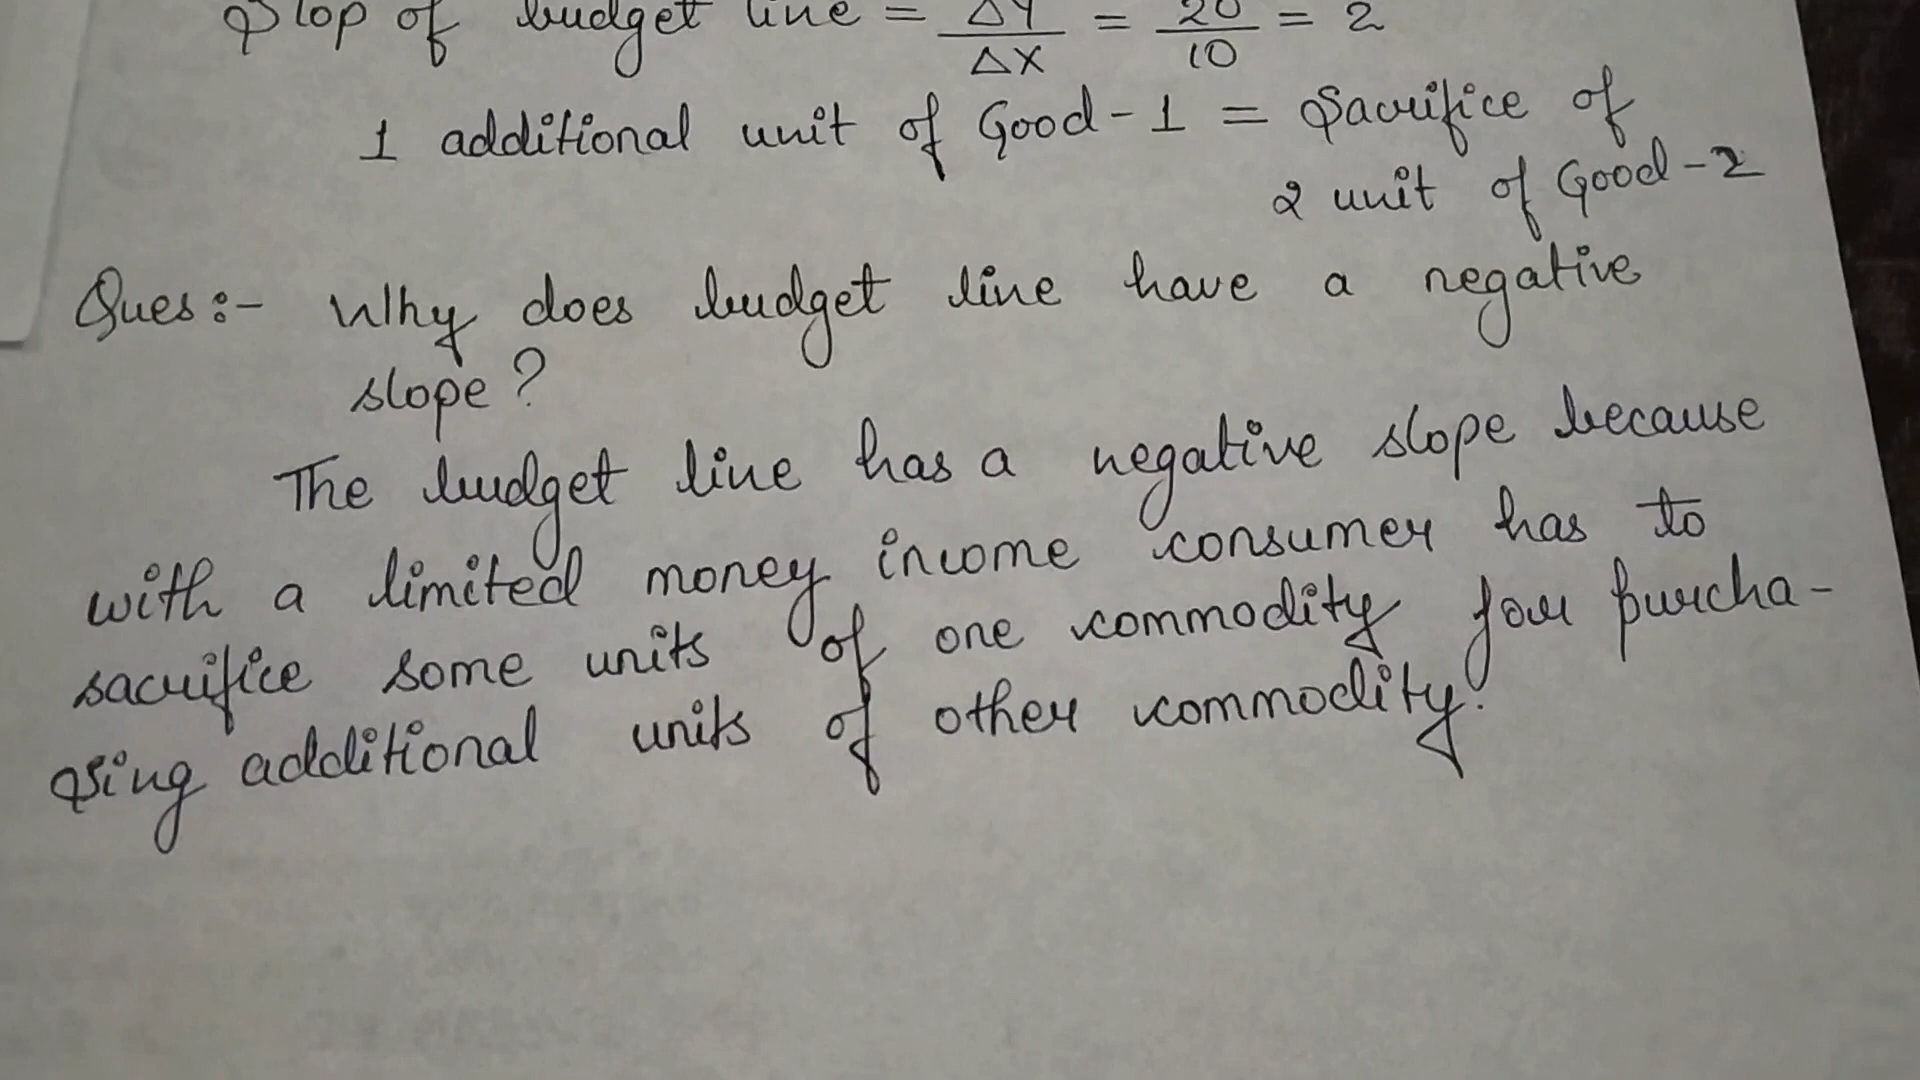 Slop of budget line = ΔY/ΔX = 20/10 = 2
1 additional unit of Good-1 = Sacrifice of
2 unit of Good-2
Ques:- Why does budget line have a negative
slope?
The budget line has a negative slope because
with a limited money income consumer has to
sacrifice some units of one commodity for purcha-
sing additional units of other commodity.